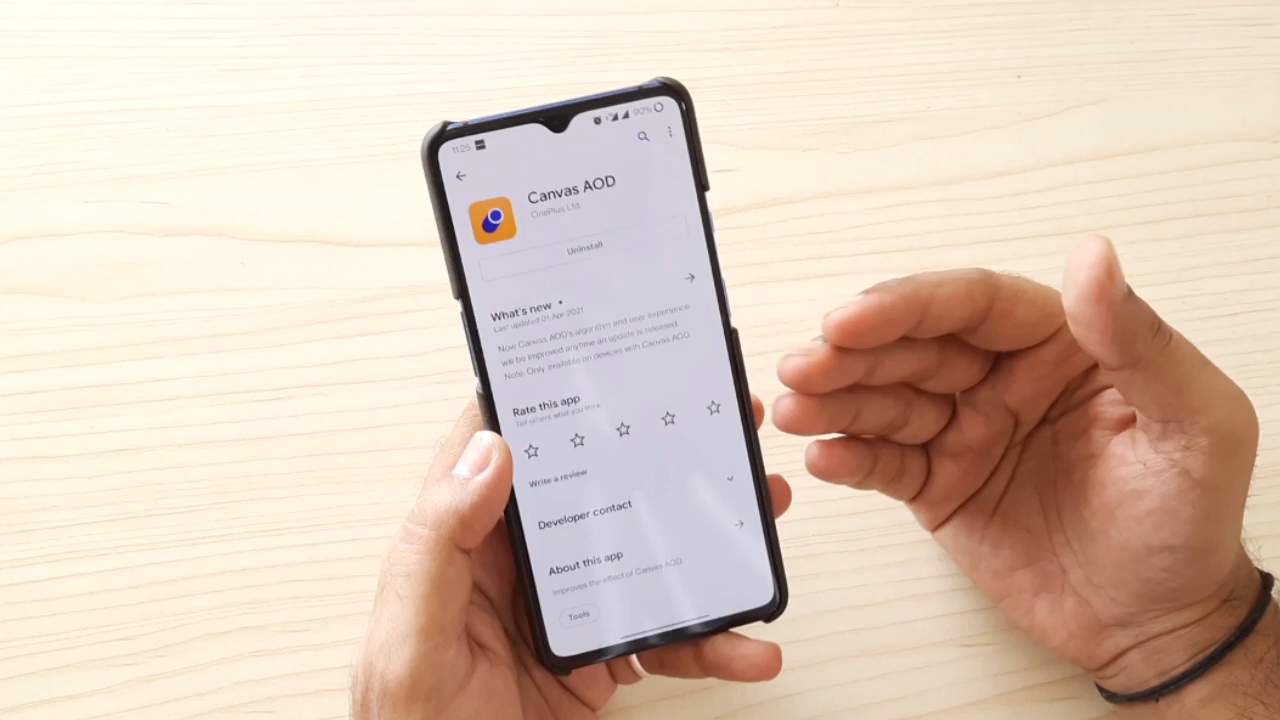 11:25
90%
Canvas AOD
OnePlus Ltd.
Uninstall
What's new •
Last updated 01-Apr-2021
Now Canvas AOD's algorithm and user experience
will be improved anytime an update is released.
Note: Only available on devices with Canvas AOD.
Rate this app
Tell others what you think.
Write a review
Developer contact
About this app
Improves the effect of Canvas AOD
Tools